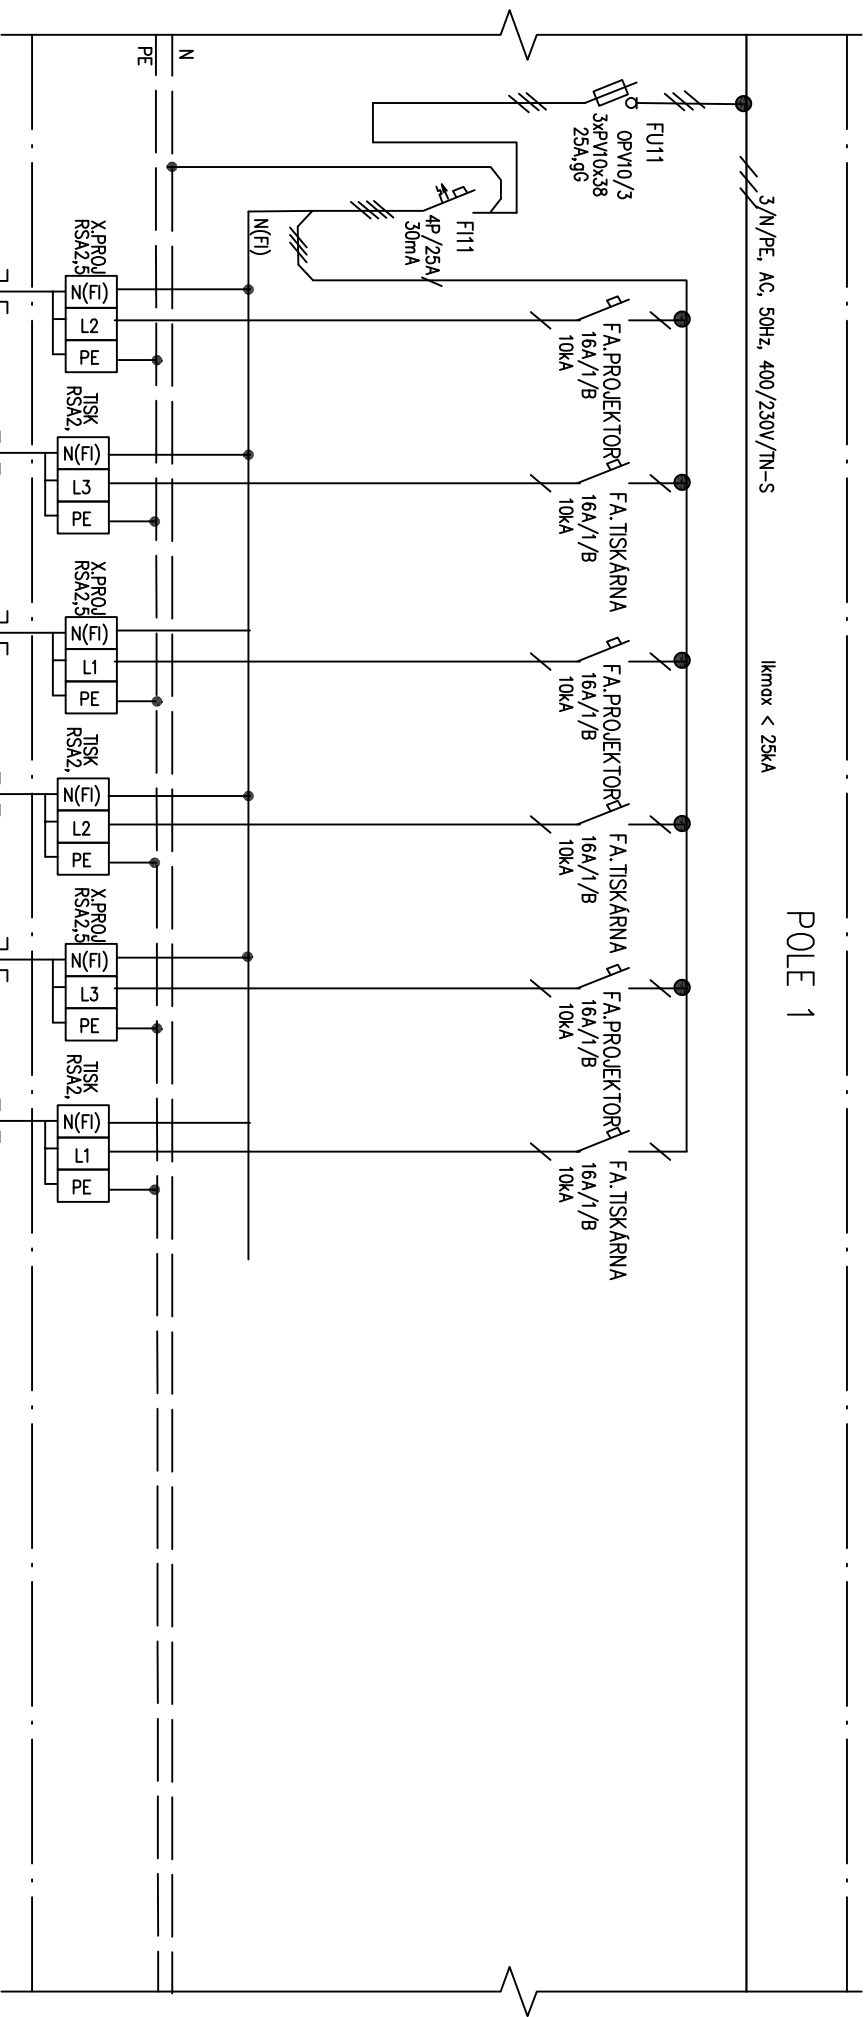 POLE 1
3/N/PE, AC, 50Hz, 400/230V/TN-S
Ikmax < 25kA
FU11
OPV10/3
3xPV10x38
25A,gG
FI11
4P/25A
30mA
FA.PROJEKTOR
16A/1/B
10kA
FA.TISKÁRNA
16A/1/B
10kA
FA.PROJEKTOR
16A/1/B
10kA
FA.TISKÁRNA
16A/1/B
10kA
FA.PROJEKTOR
16A/1/B
10kA
FA.TISKÁRNA
16A/1/B
10kA
N(FI)
N
PE
X.PROJ
RSA2,5
N(FI)
L2
PE
TISK
RSA2,
N(FI)
L3
PE
X.PROJ
RSA2,5
N(FI)
L1
PE
TISK
RSA2,
N(FI)
L2
PE
X.PROJ
RSA2,5
N(FI)
L3
PE
TISK
RSA2,
N(FI)
L1
PE